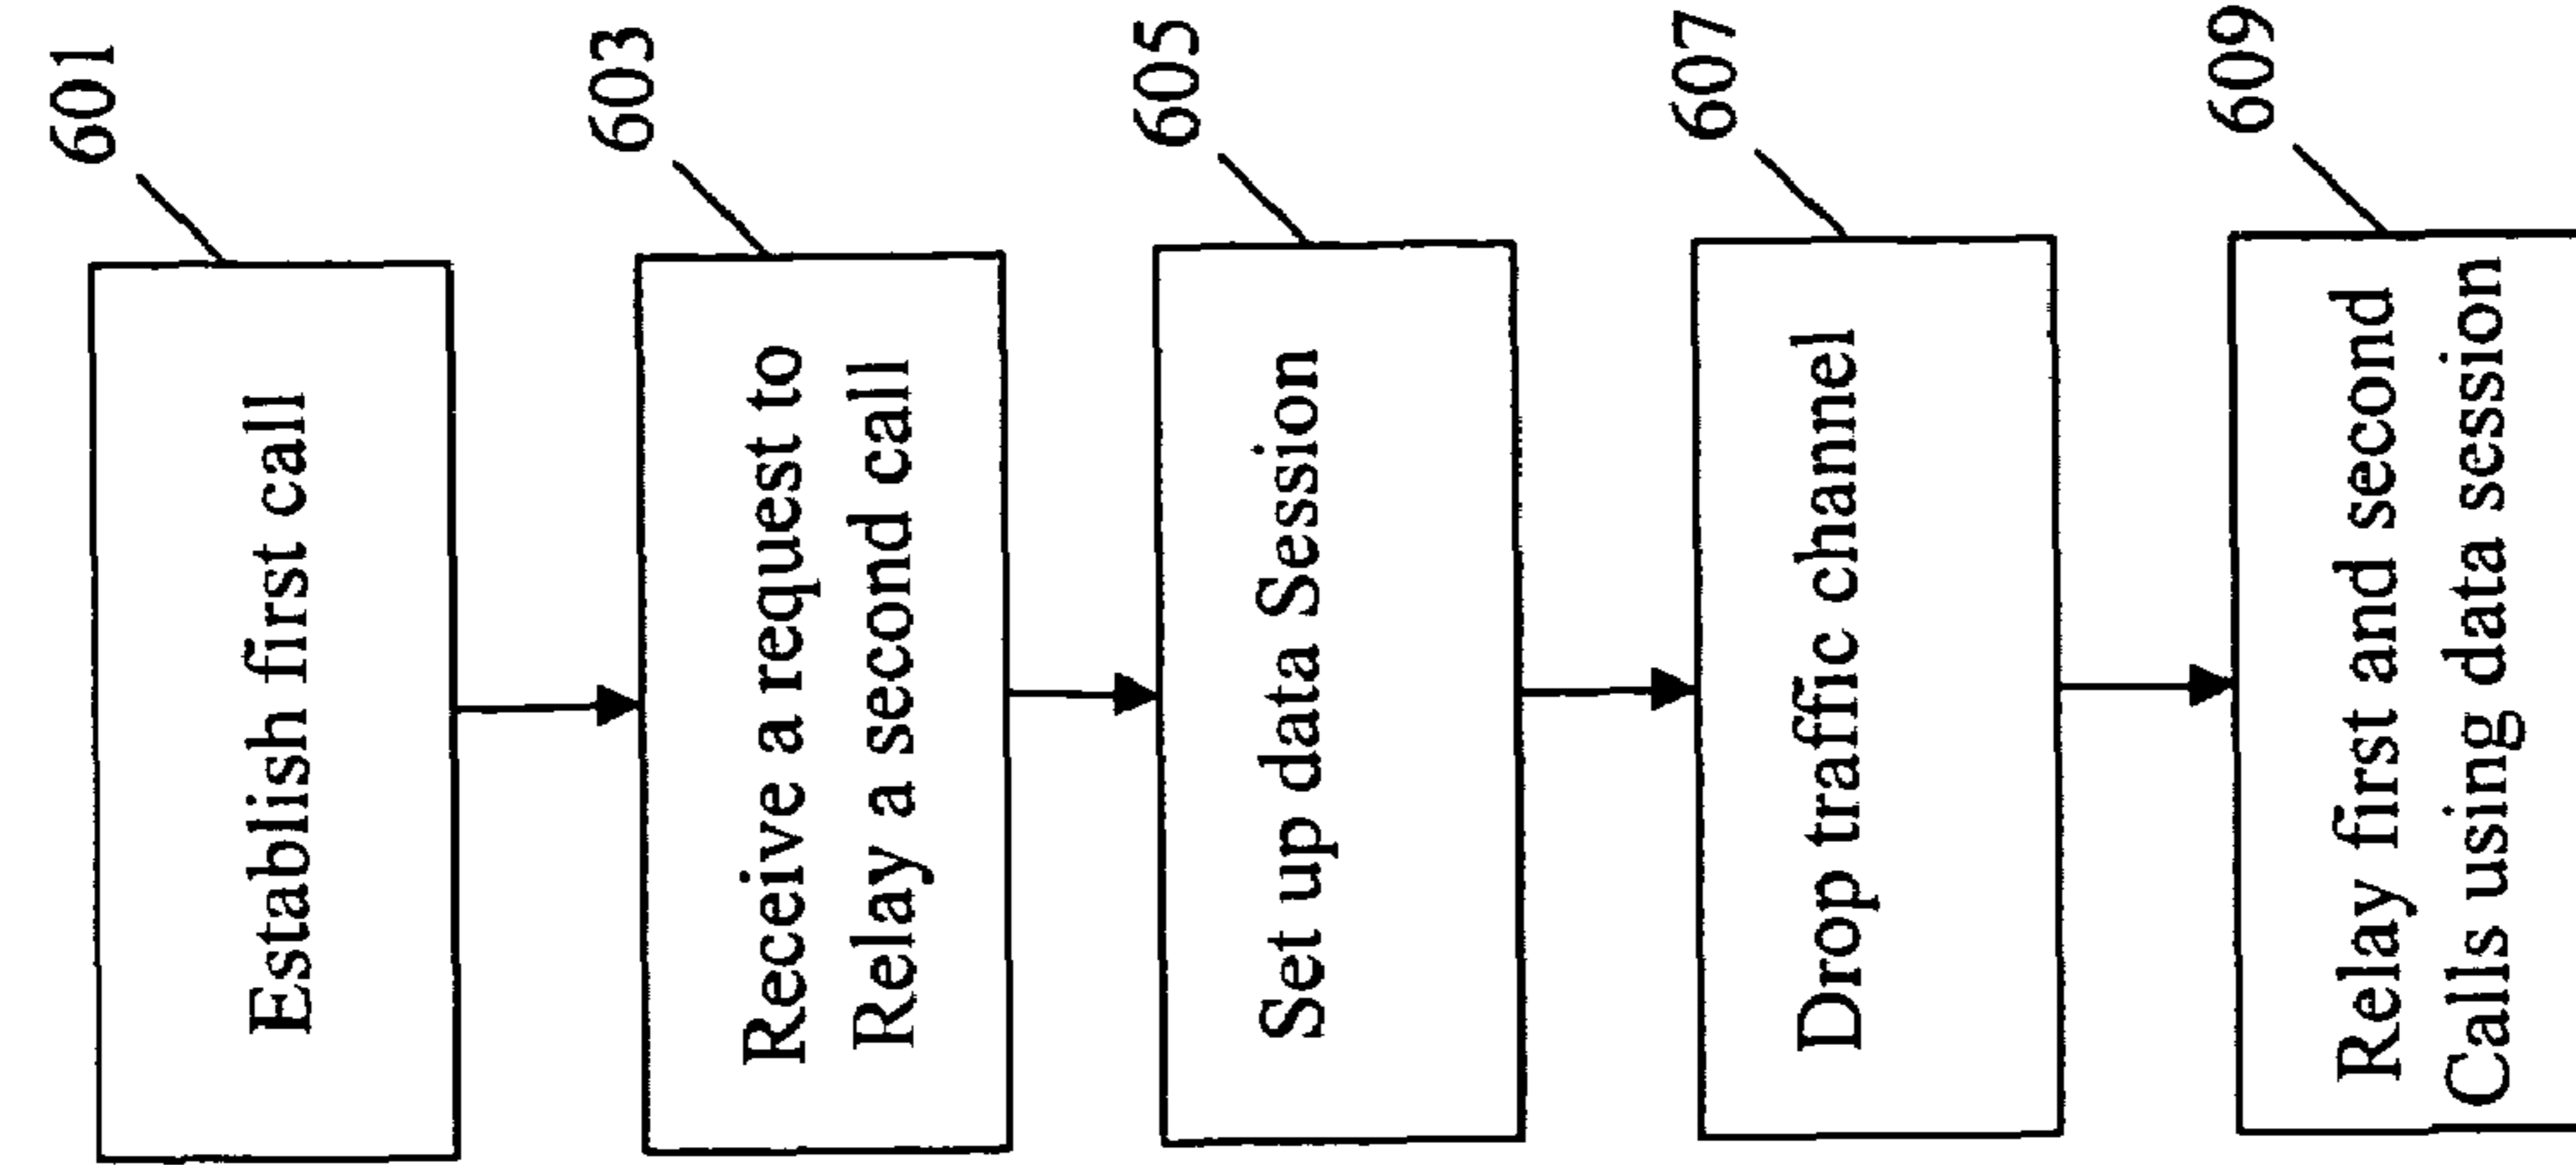 601
Establish first call
603
Receive a request to
Relay a second call
605
Set up data Session
607
Drop traffic channel
609
Relay first and second
Calls using data session